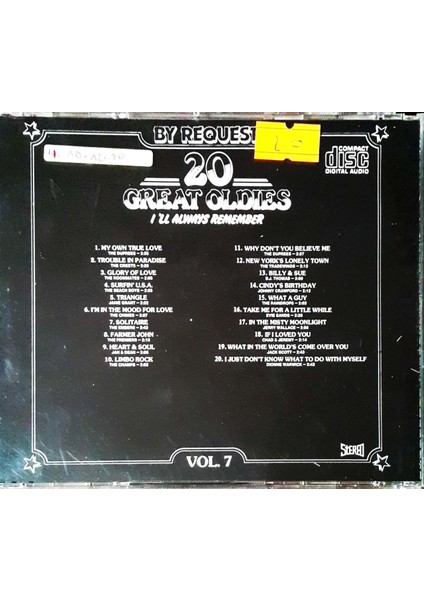 BY REQUEST
20
GREAT OLDIES
I'LL ALWAYS REMEMBER
COMPACT
disc
DIGITAL AUDIO
1. MY OWN TRUE LOVE
THE DUPREES
2. TROUBLE IN PARADISE
THE CRESTS
3. GLORY OF LOVE
THE ROOMMATES
4. SURFIN' U.S.A.
THE BEACH BOYS
5. TRIANGLE
JANIE GRANT
6. I'M IN THE MOOD FOR LOVE
THE CHIMES
7. SOLITAIRE
THE EMBERS
8. FARMER JOHN
THE PREMIERS
9. HEART & SOUL
JAN & DEAN
10. LIMBO ROCK
THE CHAMPS
11. WHY DON'T YOU BELIEVE ME
THE DUPREES
12. NEW YORK'S LONELY TOWN
THE TRADEWINDS
13. BILLY & SUE
B.J. THOMAS
14. CINDY'S BIRTHDAY
JOHNNY CRAWFORD
15. WHAT A GUY
THE RAINDROPS
16. TAKE ME FOR A LITTLE WHILE
EVIE SANDS
17. IN THE MISTY MOONLIGHT
JERRY WALLACE
18. IF I LOVED YOU
CHAD & JEREMY
19. WHAT IN THE WORLD'S COME OVER YOU
JACK SCOTT
20. I JUST DON'T KNOW WHAT TO DO WITH MYSELF
DIONNE WARWICK
VOL. 7
STEREO